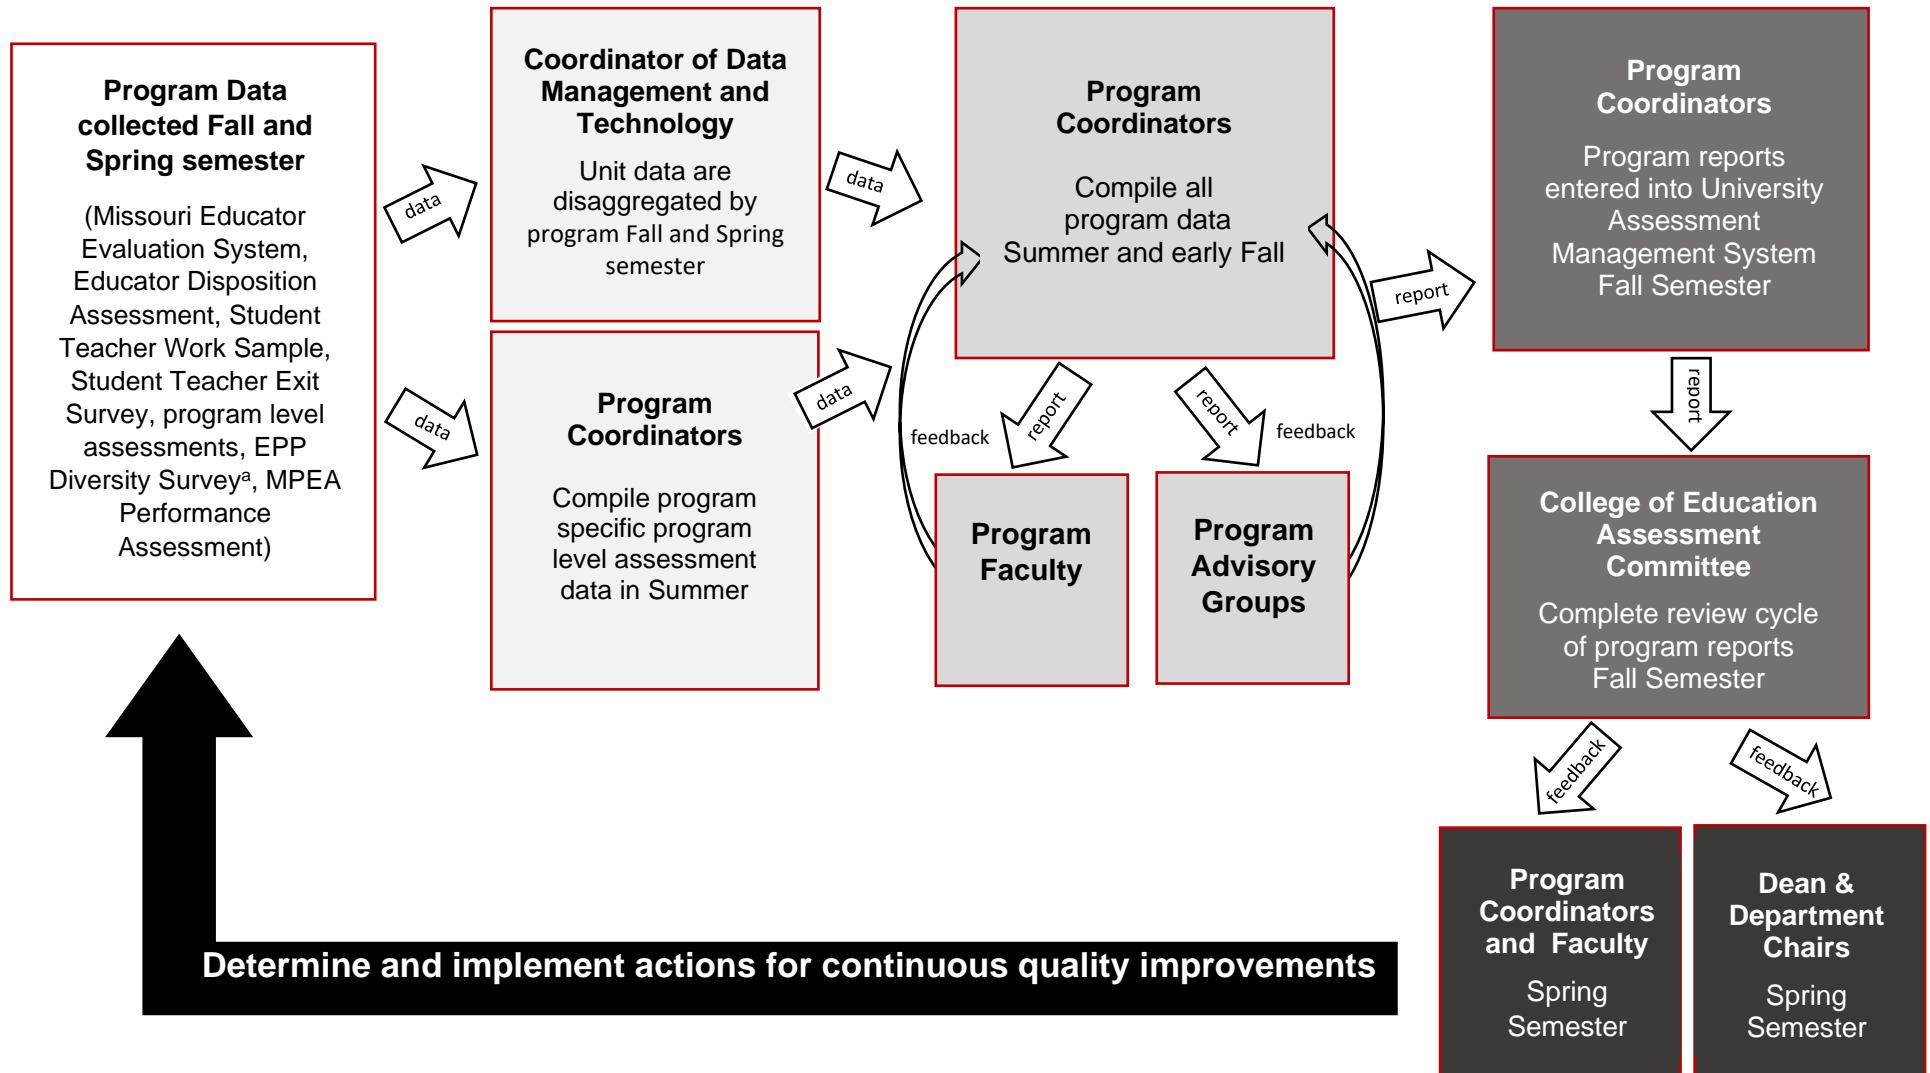 Program Data
collected Fall and
Spring semester
(Missouri Educator
Evaluation System,
Educator Disposition
Assessment, Student
Teacher Work Sample,
Student Teacher Exit
Survey, program level
assessments, EPP
Diversity Surveyᵃ, MPEA
Performance
Assessment)
data
data
Coordinator of Data
Management and
Technology
Unit data are
disaggregated by
program Fall and Spring
semester
Program
Coordinators
Compile program
specific program
level assessment
data in Summer
data
data
Program
Coordinators
Compile all
program data
Summer and early Fall
feedback
report
report
feedback
Program
Faculty
Program
Advisory
Groups
report
Program
Coordinators
Program reports
entered into University
Assessment
Management System
Fall Semester
report
College of Education
Assessment
Committee
Complete review cycle
of program reports
Fall Semester
feedback
feedback
Program
Coordinators
and Faculty
Spring
Semester
Dean &
Department
Chairs
Spring
Semester
Determine and implement actions for continuous quality improvements